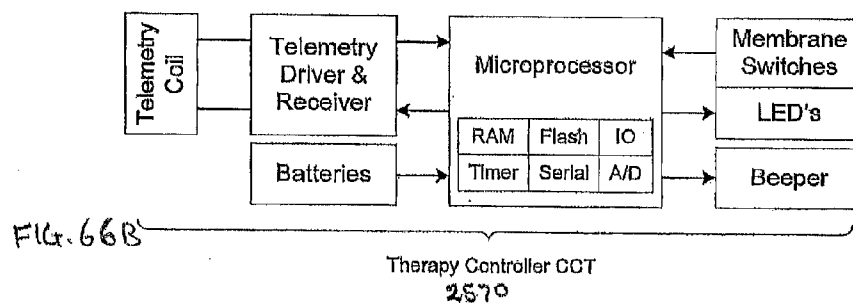 Telemetry
Coil
Telemetry
Driver &
Receiver
Batteries
Microprocessor
RAM Flash IO
Timer Serial A/D
Membrane
Switches
LED's
Beeper
FIG. 66B
Therapy Controller CCT
2570